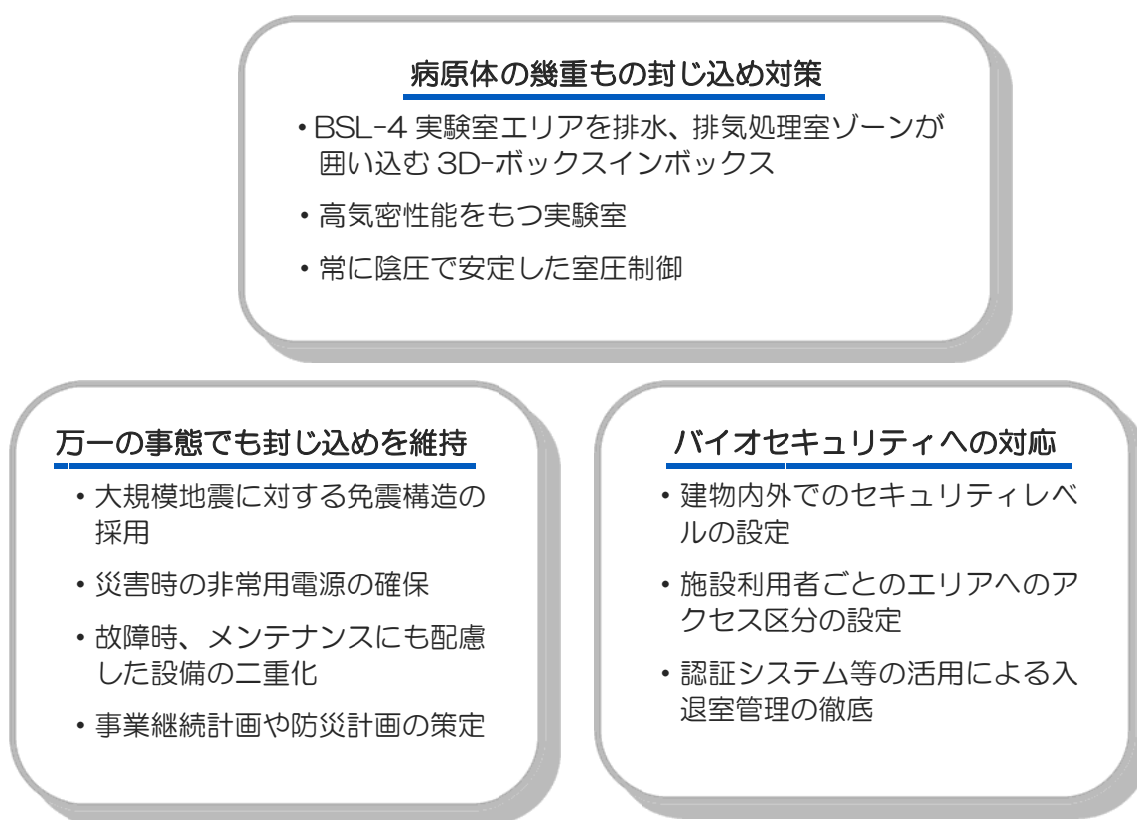 病原体の幾重もの封じ込め対策
・BSL-4 実験室エリアを排水、排気処理室ゾーンが
囲い込む 3D-ボックスインボックス
・高気密性能をもつ実験室
・常に陰圧で安定した室圧制御
万一の事態でも封じ込めを維持
・大規模地震に対する免震構造の
採用
・災害時の非常用電源の確保
・故障時、メンテナンスにも配慮
した設備の二重化
・事業継続計画や防災計画の策定
バイオセキュリティへの対応
・建物内外でのセキュリティレベ
ルの設定
・施設利用者ごとのエリアへのア
クセス区分の設定
・認証システム等の活用による入
退室管理の徹底